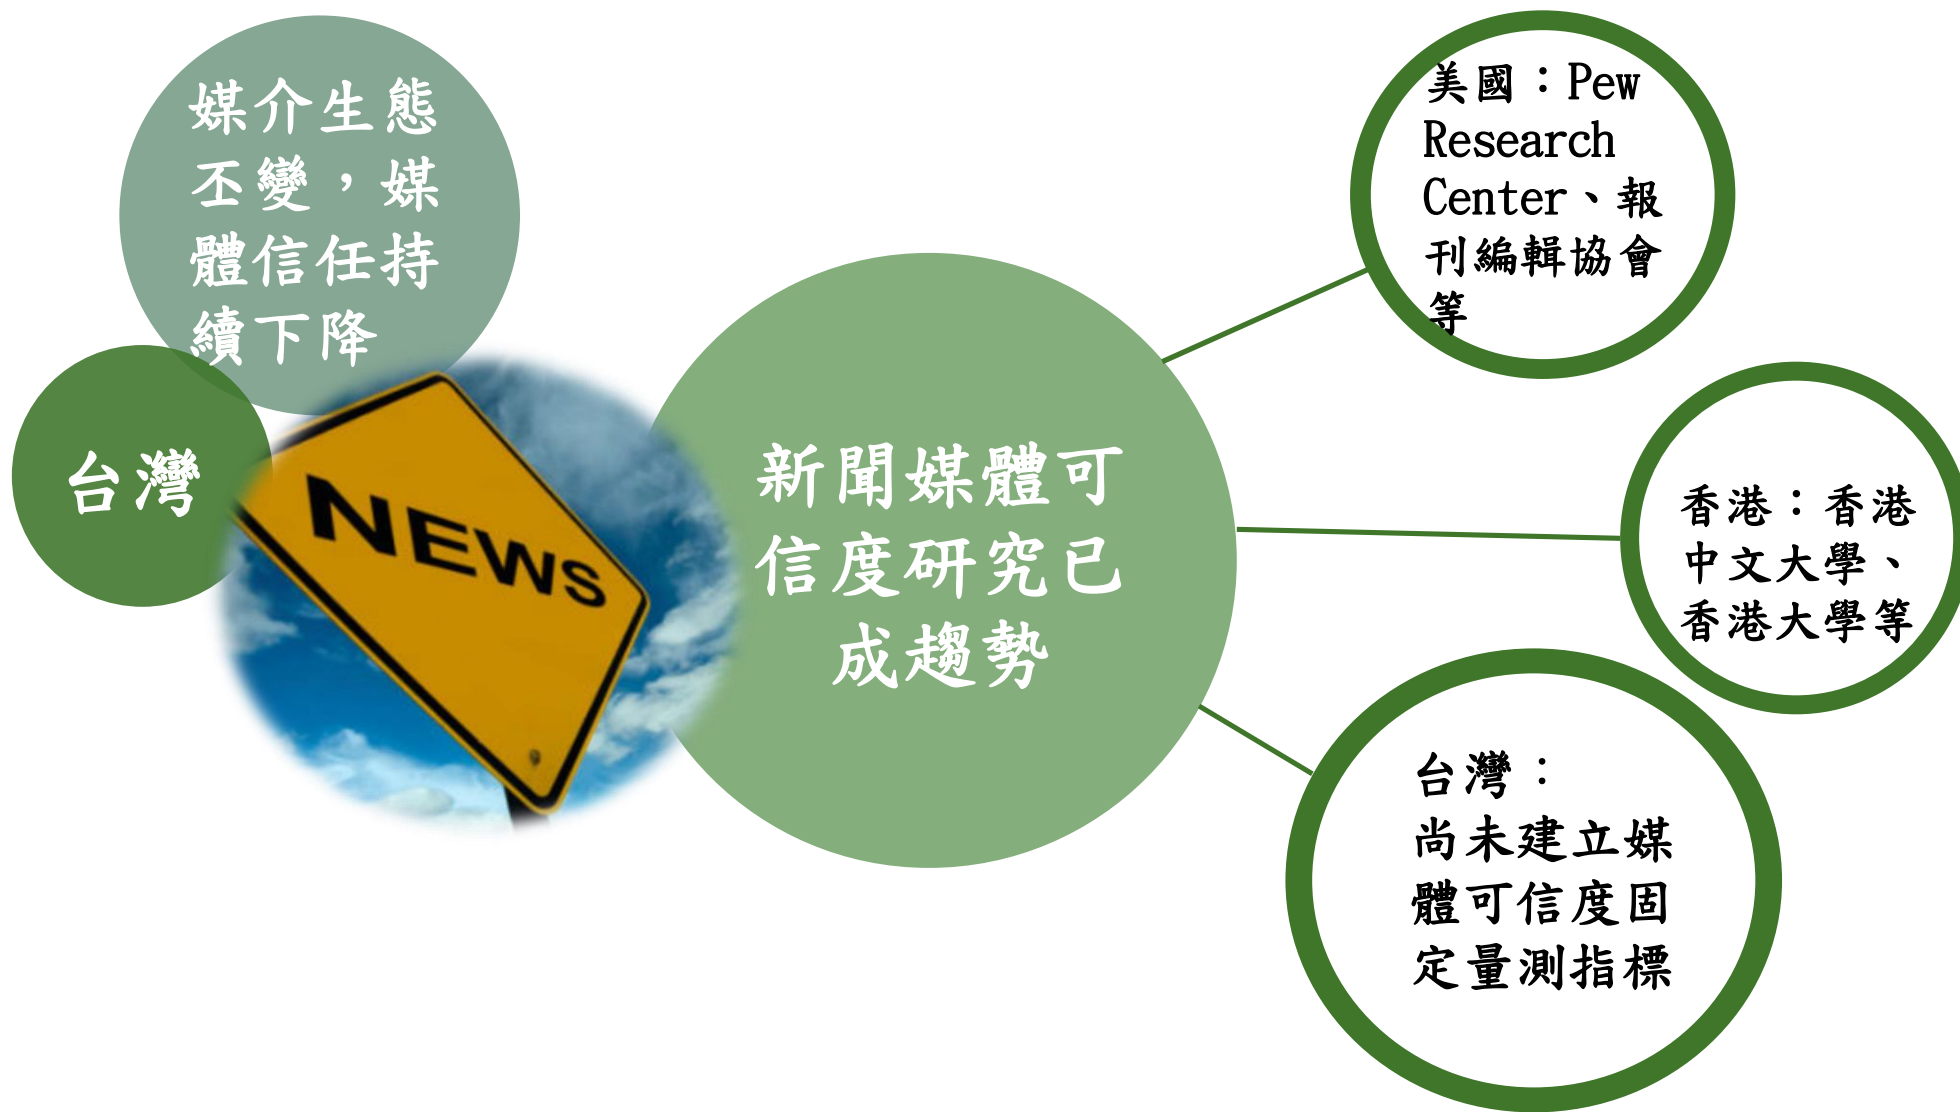 媒介生態
丕變，媒
體信任持
續下降
台灣
NEWS
新聞媒體可
信度研究已
成趨勢
美國：Pew
Research
Center、報
刊編輯協會
等
香港：香港
中文大學、
香港大學等
台灣：
尚未建立媒
體可信度固
定量測指標